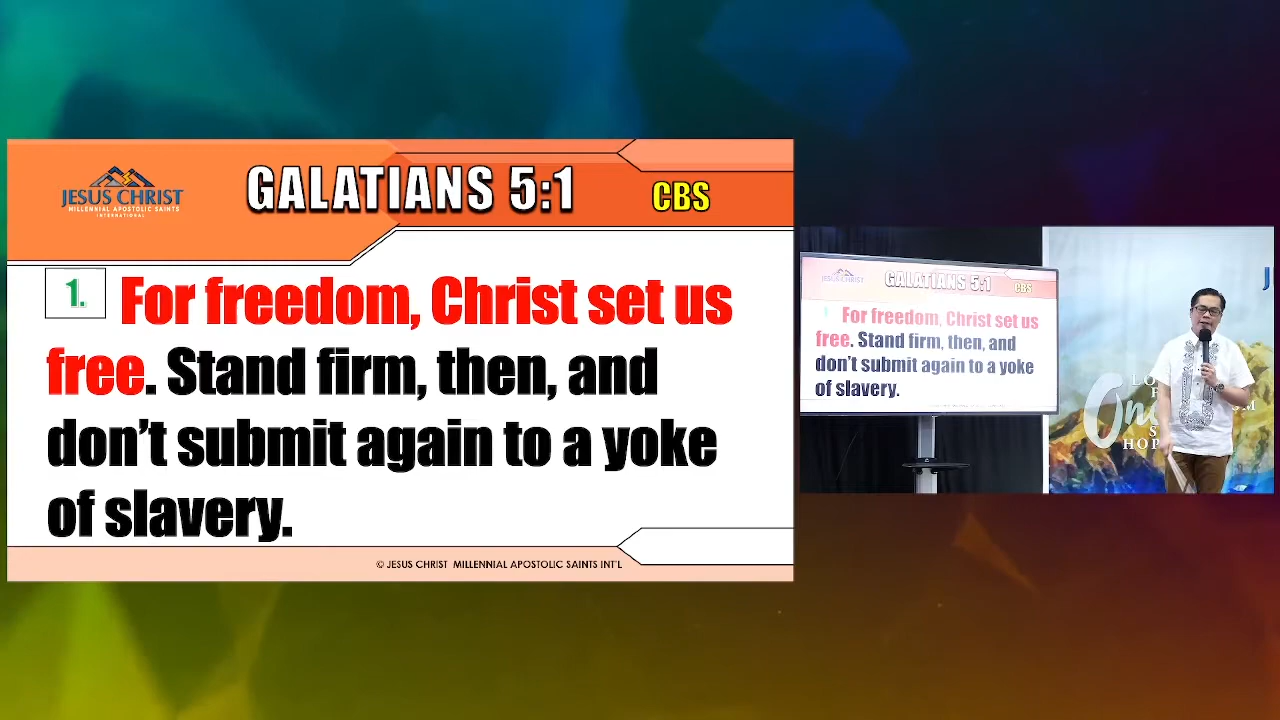 JESUS CHRIST
MILLENNIAL APOSTOLIC SAINTS
INTERNATIONAL
GALATIANS 5:1
CBS
1. For freedom, Christ set us
free. Stand firm, then, and
don't submit again to a yoke
of slavery.
© JESUS CHRIST MILLENNIAL APOSTOLIC SAINTS INT'L
JESUS CHRIST
GALATIANS 5:1
CBS
For freedom, Christ set us
free. Stand firm, then, and
don't submit again to a yoke
of slavery.
J